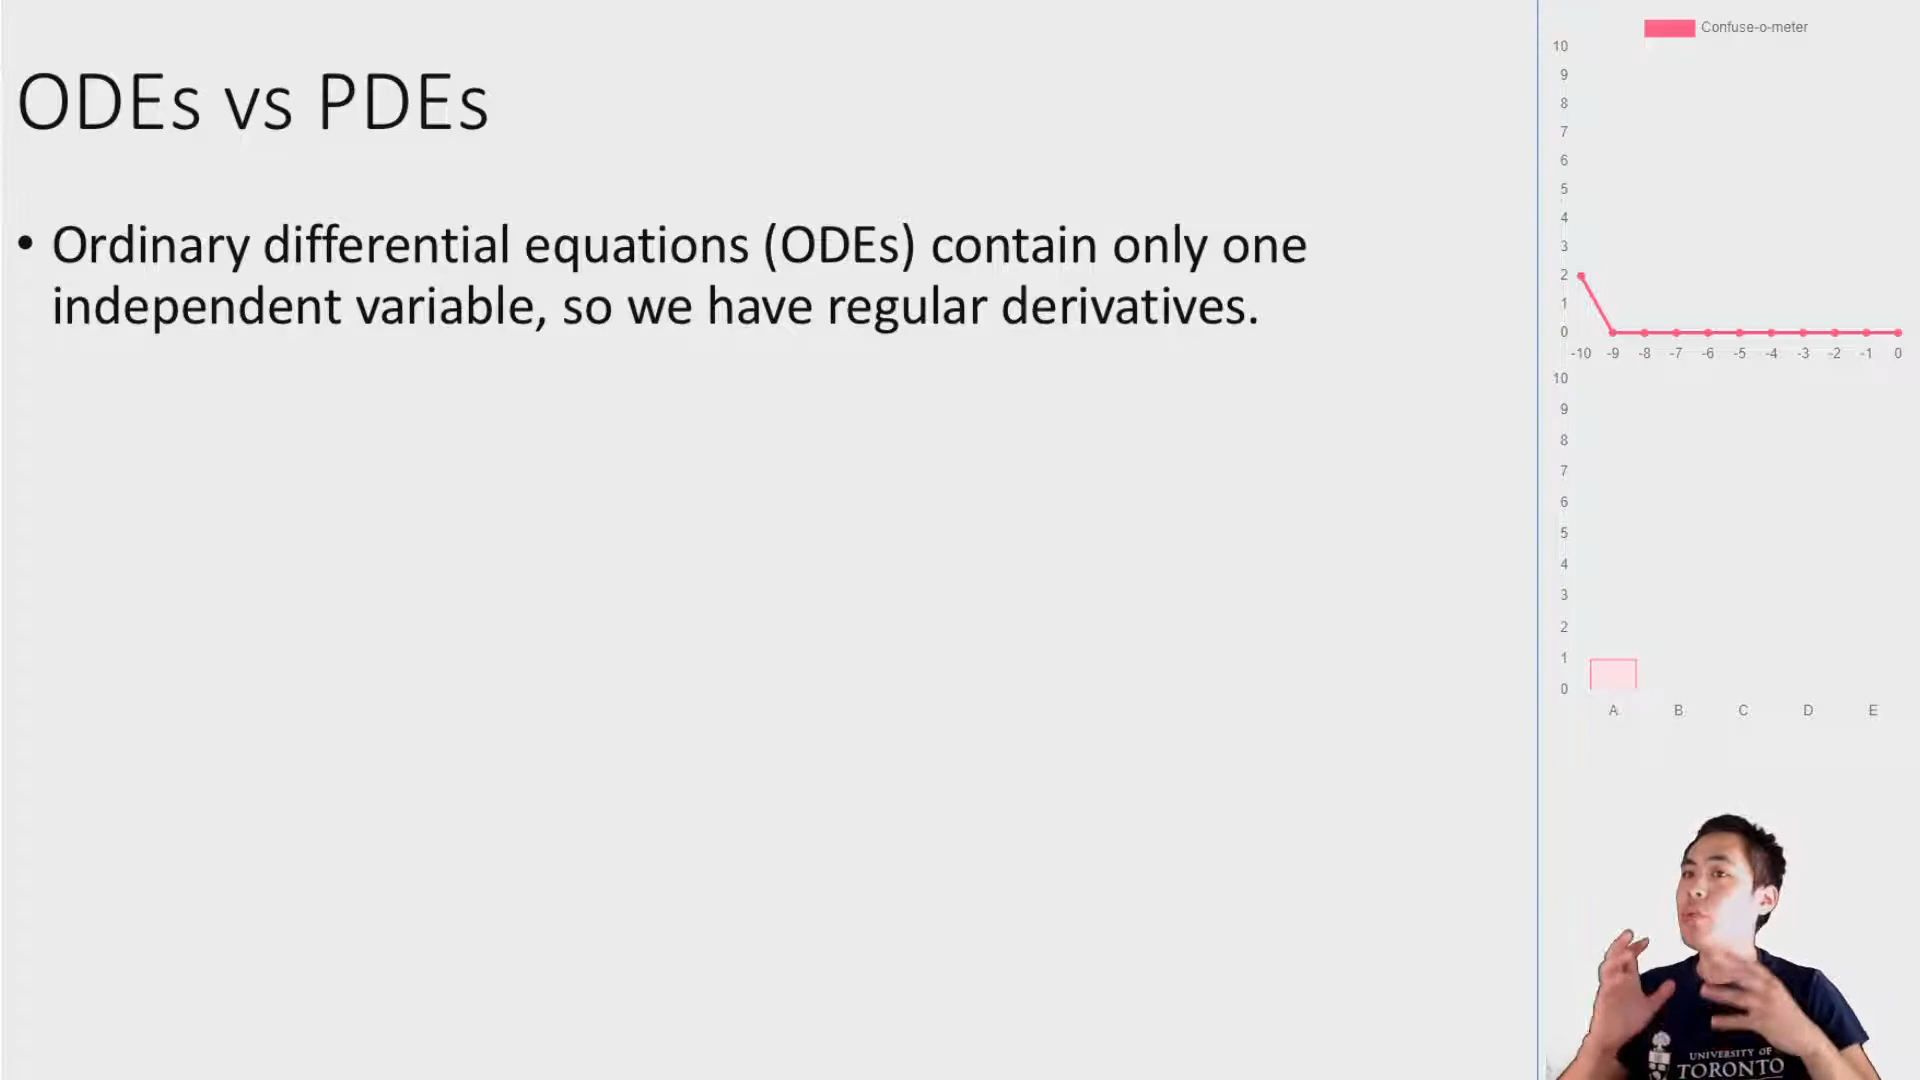 ODEs vs PDEs
• Ordinary differential equations (ODEs) contain only one
independent variable, so we have regular derivatives.
Confuse-o-meter
10
9
8
7
6
5
4
3
2
1
0
-10 -9 -8 -7 -6 -5 -4 -3 -2 -1 0
10
9
8
7
6
5
4
3
2
1
0
A B C D E
UNIVERSITY OF
TORONTO